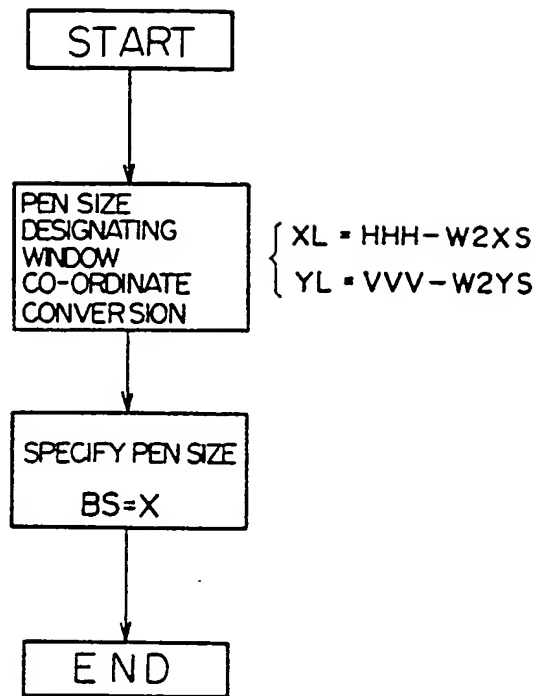 START
PEN SIZE
DESIGNATING
WINDOW
CO-ORDINATE
CONVERSION
XL = HHH-W2XS
YL = VVV-W2YS
SPECIFY PEN SIZE
BS=X
END